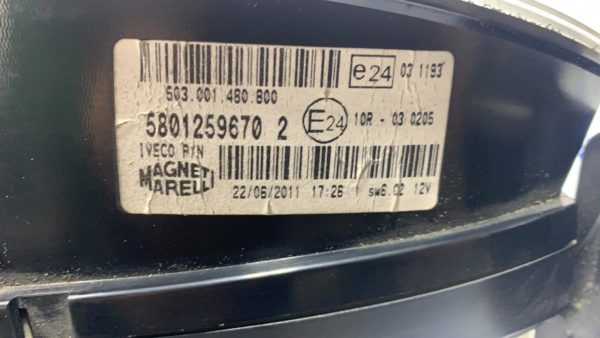 e24 03 1193
503.001.480.800
5801259670 2 E24 10R - 03 0205
IVECO P/N
MAGNETI
MARELLI
22/06/2011 17:26 1 sw6.02 12V